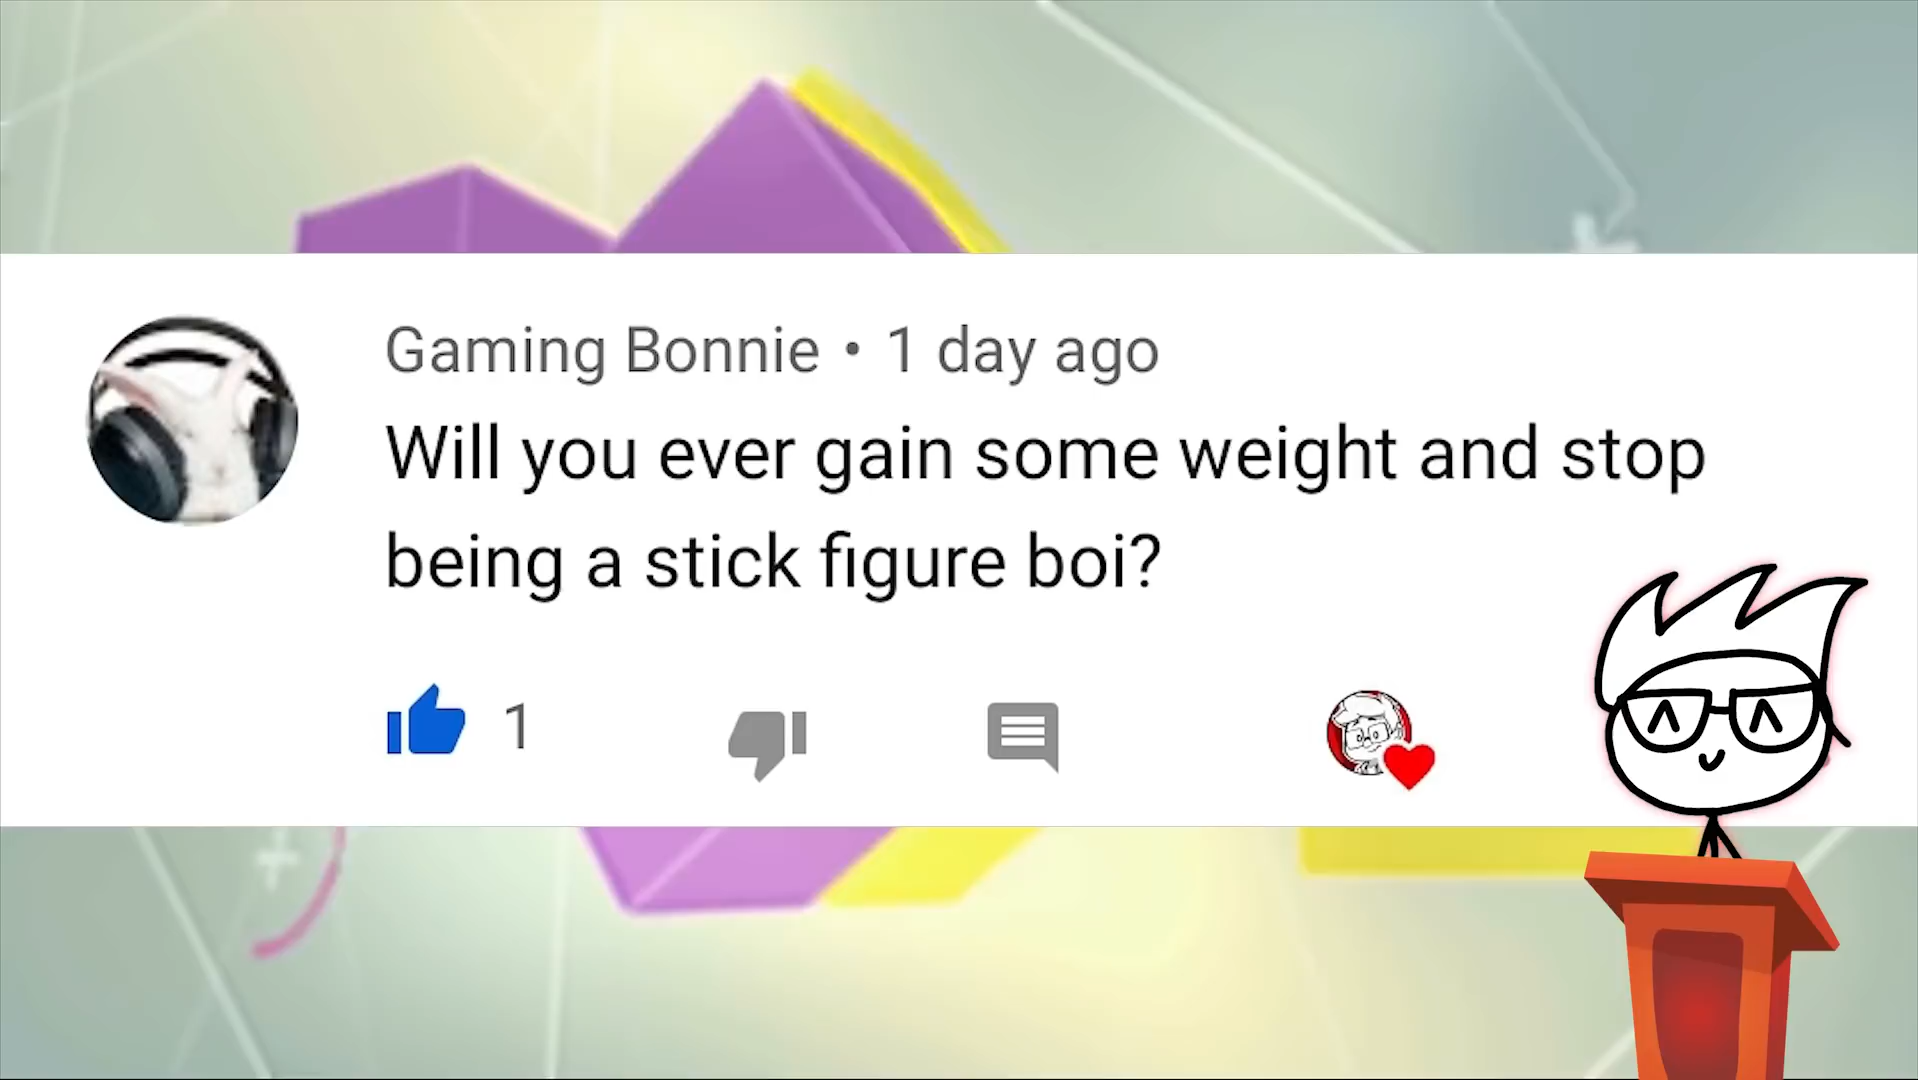 Gaming Bonnie • 1 day ago
Will you ever gain some weight and stop
being a stick figure boi?
1